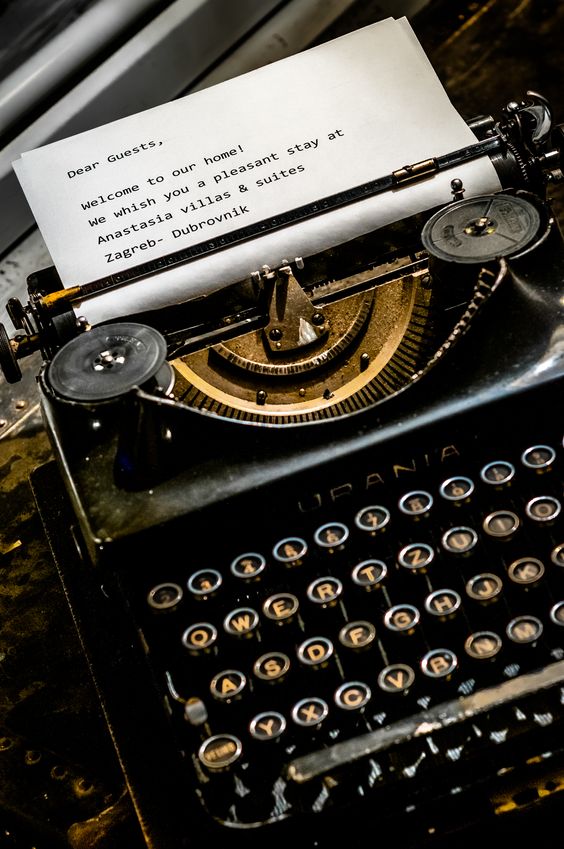 Dear Guests,
Welcome to our home!
We whish you a pleasant stay at
Anastasia villas & suites
Zagreb- Dubrovnik
URANIA
Q W E R T Z U I O
A S D F G H J K
Y X C V B N M